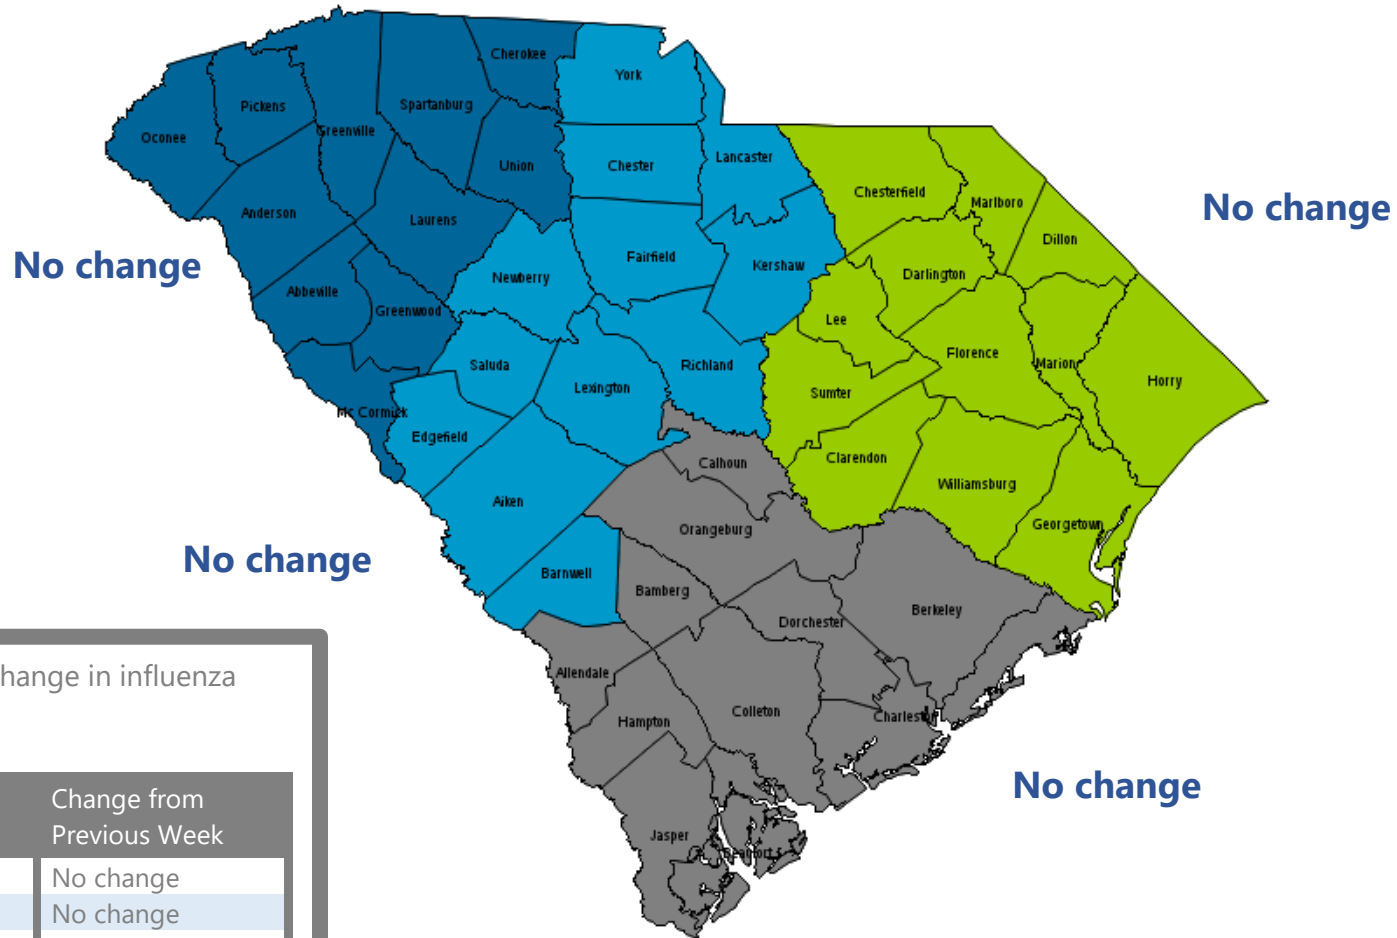 Cherokee
York
Pickens
Spartanburg
Greenville
Oconee
Union
Chester
Lancaster
Chesterfield
Marlboro
No change
Anderson
Laurens
Dillon
No change
Newberry
Fairfield
Kershaw
Darlington
Abbeville
Greenwood
Lee
Saluda
Richland
Florence
Marion
Horry
Lexington
Sumter
Mc Cormick
Edgefield
Calhoun
Clarendon
Williamsburg
Aiken
Orangeburg
Georgetown
No change
Barnwell
Bamberg
Berkeley
Dorchester
hange in influenza
Allendale
Hampton
Colleton
Charleston
No change
Change from
Previous Week
Jasper
Beaufort
No change
No change